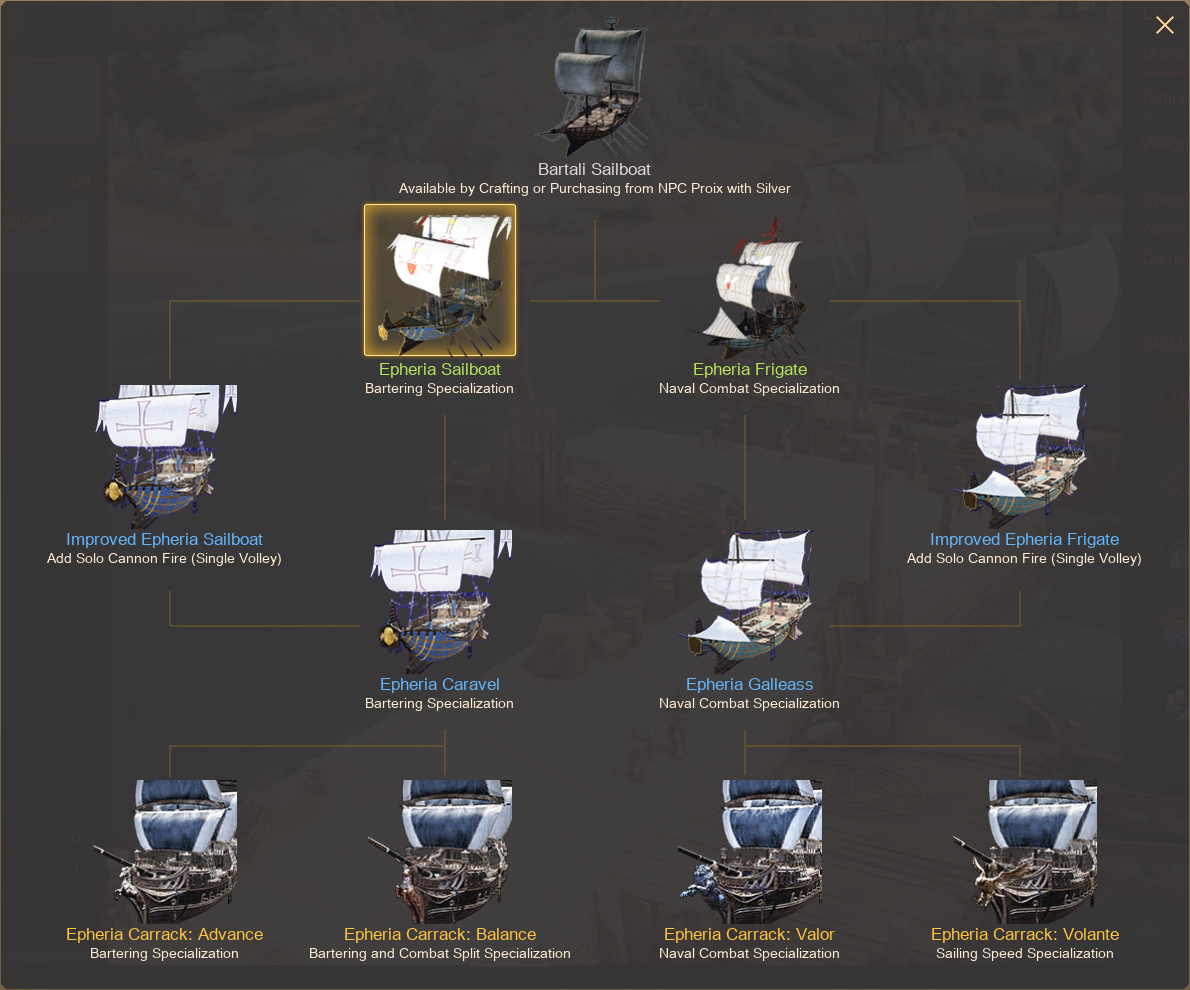 Bartali Sailboat
Available by Crafting or Purchasing from NPC Proix with Silver
Epheria Sailboat
Bartering Specialization
Epheria Frigate
Naval Combat Specialization
Improved Epheria Sailboat
Add Solo Cannon Fire (Single Volley)
Improved Epheria Frigate
Add Solo Cannon Fire (Single Volley)
Epheria Caravel
Bartering Specialization
Epheria Galleass
Naval Combat Specialization
Epheria Carrack: Advance
Bartering Specialization
Epheria Carrack: Balance
Bartering and Combat Split Specialization
Epheria Carrack: Valor
Naval Combat Specialization
Epheria Carrack: Volante
Sailing Speed Specialization